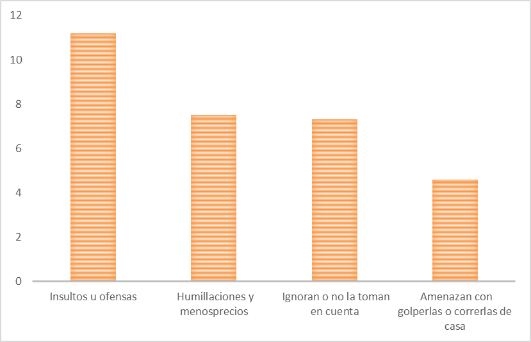 12
10
8
6
4
2
0
Insultos u ofensas
Humillaciones y
menosprecios
Ignoran o no la toman
en cuenta
Amenazan con
golperlas o correrlas de
casa